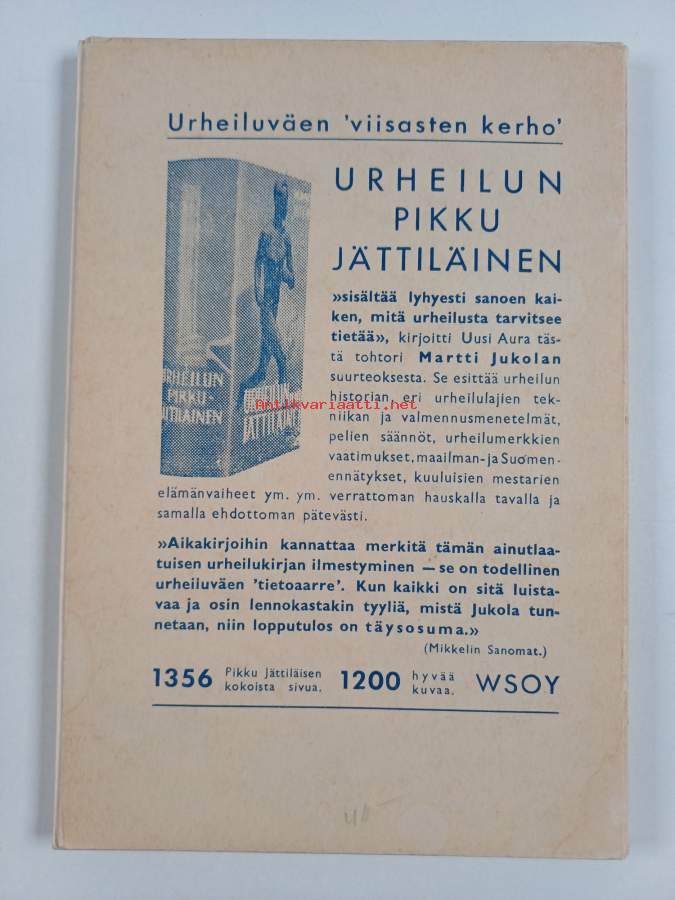 Urheiluväen 'viisasten kerho'
URHEILUN
PIKKU
JÄTTILÄINEN
»sisältää lyhyesti sanoen kai-
ken, mitä urheilusta tarvitsee
tietää», kirjoitti Uusi Aura täs-
tä tohtori Martti Jukolan
suurteoksesta. Se esittää urheilun
historian, eri urheilulajien tek-
niikan ja valmennusmenetelmät,
pelien säännöt, urheilumerkkien
vaatimukset, maailman- ja Suomen-
ennätykset, kuuluisien mestarien
elämänvaiheet ym. ym. verrattoman hauskalla tavalla ja
samalla ehdottoman pätevästi.
URHEILUN
PIKKU-
JÄTTILÄINEN
URHEILUN
JÄTTILÄINEN
Antikvariaatti.net
»Aikakirjoihin kannattaa merkitä tämän ainutlaa-
tuisen urheilukirjan ilmestyminen — se on todellinen
urheiluväen 'tietoaarre'. Kun kaikki on sitä luista-
vaa ja osin lennokastakin tyyliä, mistä Jukola tun-
netaan, niin lopputulos on täysosuma.»
(Mikkelin Sanomat.)
1356 Pikku Jättiläisen kokoista sivua. 1200 hyvää kuvaa. WSOY